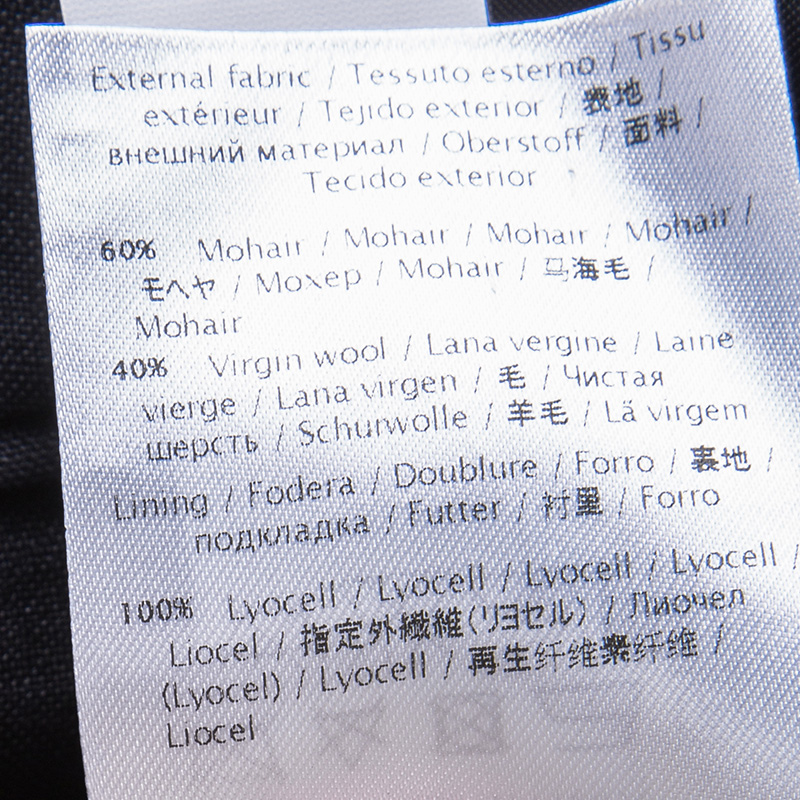 External fabric / Tessuto esterno / Tissu
extérieur / Tejido exterior / 表地 /
внешний материал / Oberstoff / 面料 /
Tecido exterior
60% Mohair / Mohair / Mohair / Mohair /
モヘヤ / Мохер / Mohair / 马海毛 /
Mohair
40% Virgin wool / Lana vergine / Laine
vierge / Lana virgen / 毛 / Чистая
шерсть / Schurwolle / 羊毛 / Lã virgem
Lining / Fodera / Doublure / Forro / 裏地 /
подкладка / Futter / 衬里 / Forro
100% Lyocell / Lyocell / Lyocell / Lyocell /
Liocel / 指定外繊維(リヨセル) / Лиочел
(Lyocel) / Lyocell / 再生纤维素纤维 /
Liocel